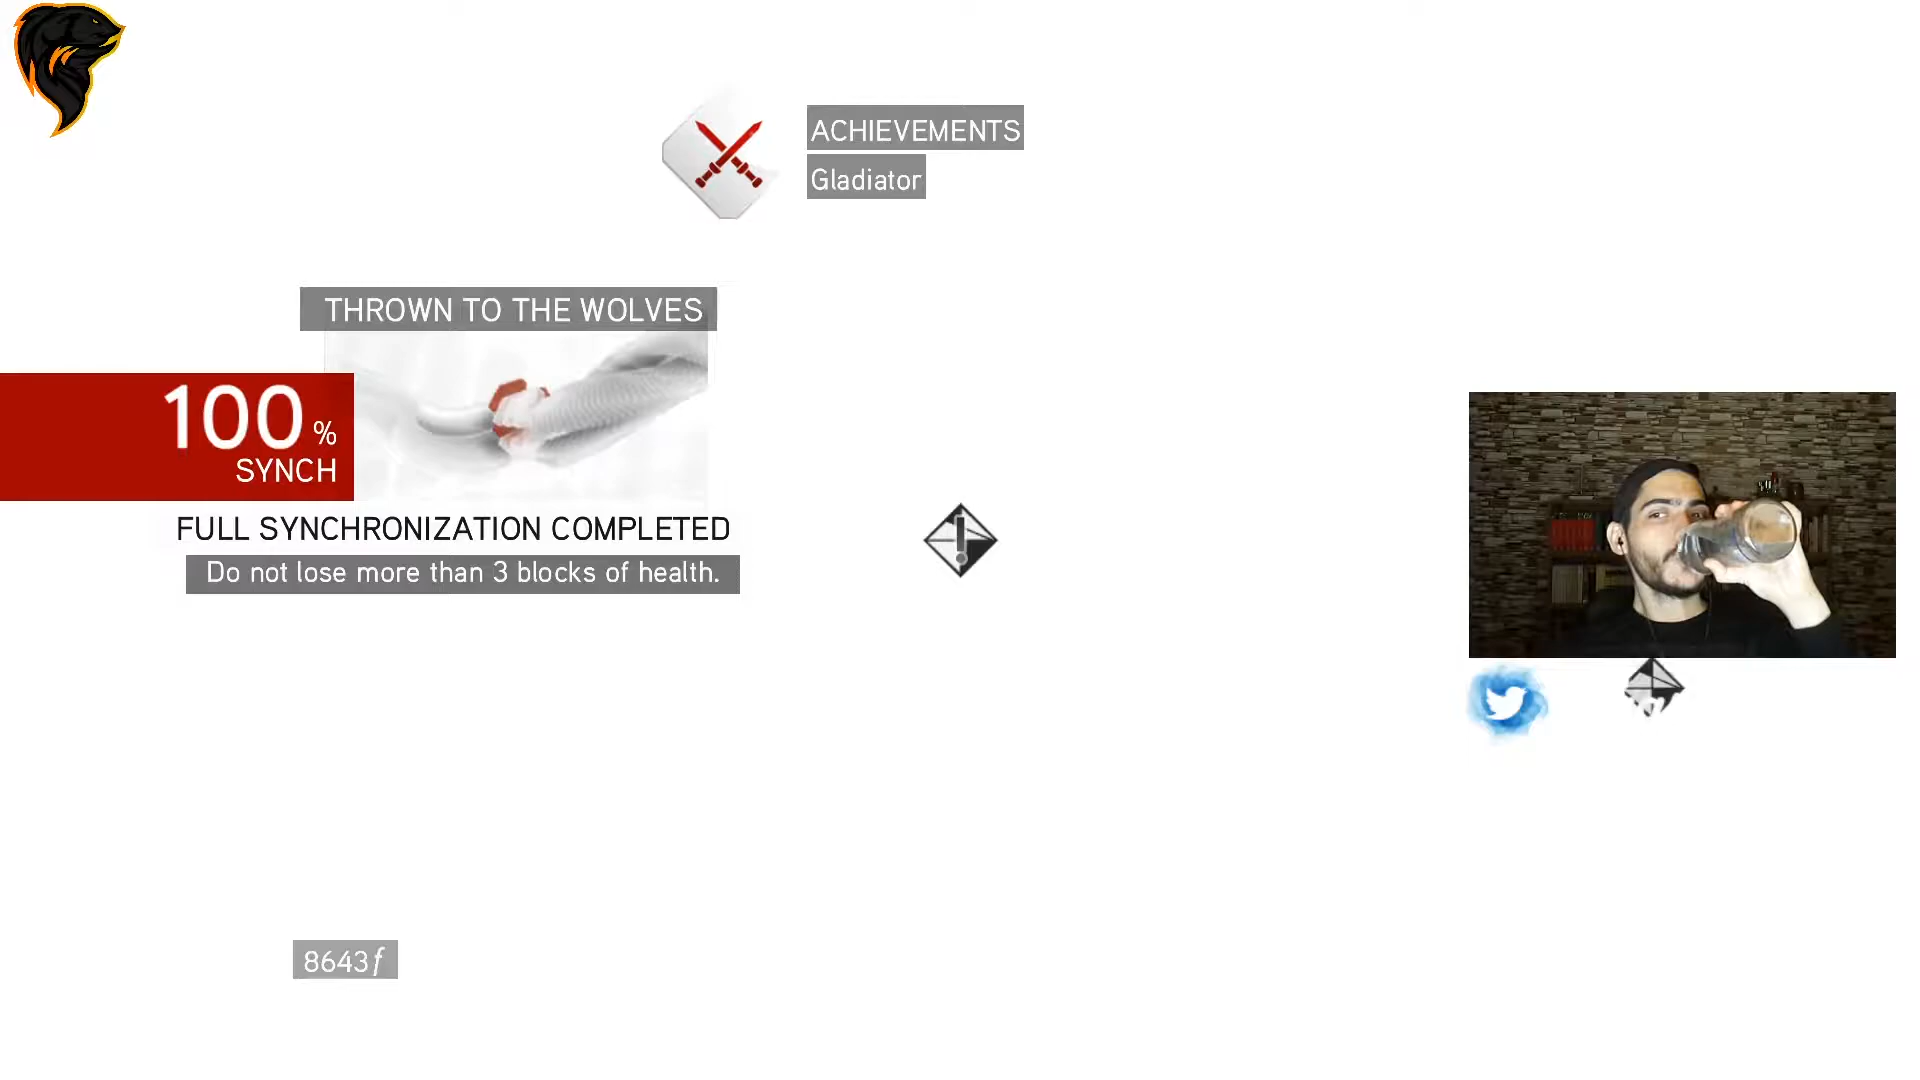 ACHIEVEMENTS
Gladiator
THROWN TO THE WOLVES
100 %
SYNCH
FULL SYNCHRONIZATION COMPLETED
Do not lose more than 3 blocks of health.
8643 ƒ